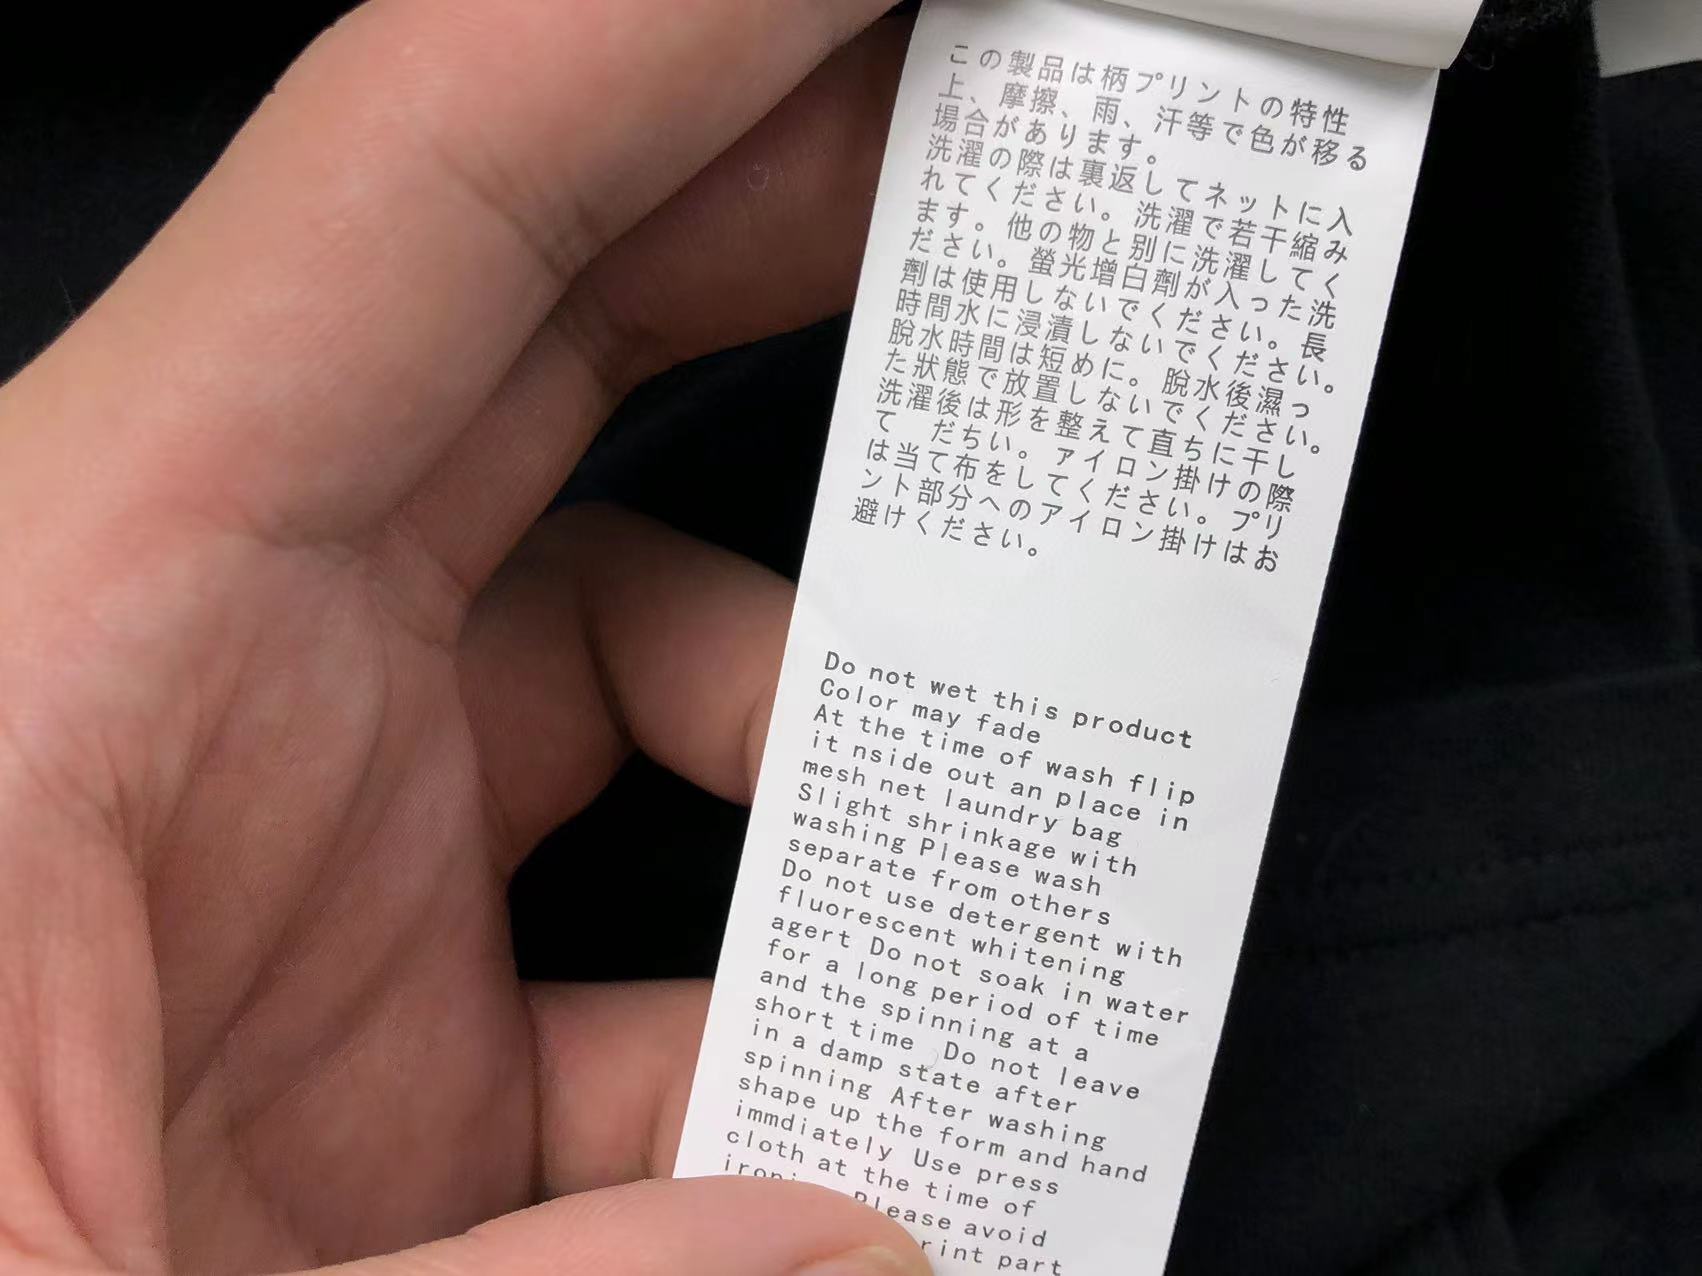 この製品は柄プリントの特性
上、摩擦、雨、汗等で色が移る
場合があります。
洗濯の際は裏返してネットに入
れてください。洗濯で若干縮み
ます。他の物と別に洗濯してく
ださい。螢光增白劑が入った洗
劑は使用しないでください。長
時間水に浸漬しないでください。
脫水時間は短めに。脫水後濕っ
た狀態で放置しないでください。
洗濯後は形を整えて直ちに干し
て だちい。ァイロン掛けの際
は当て布をしてください。プリ
ント部分へのアイロン掛けはお
避けください。
Do not wet this product
Color may fade
At the time of wash flip
it nside out an place in
mesh net laundry bag
Slight shrinkage with
washing Please wash
separate from others
Do not use detergent with
fluorescent whitening
agert Do not soak in water
for a long period of time
and the spinning at a
short time Do not leave
in a damp state after
spinning After washing
shape up the form and hand
immdiately Use press
cloth at the time of
Please avoid
part